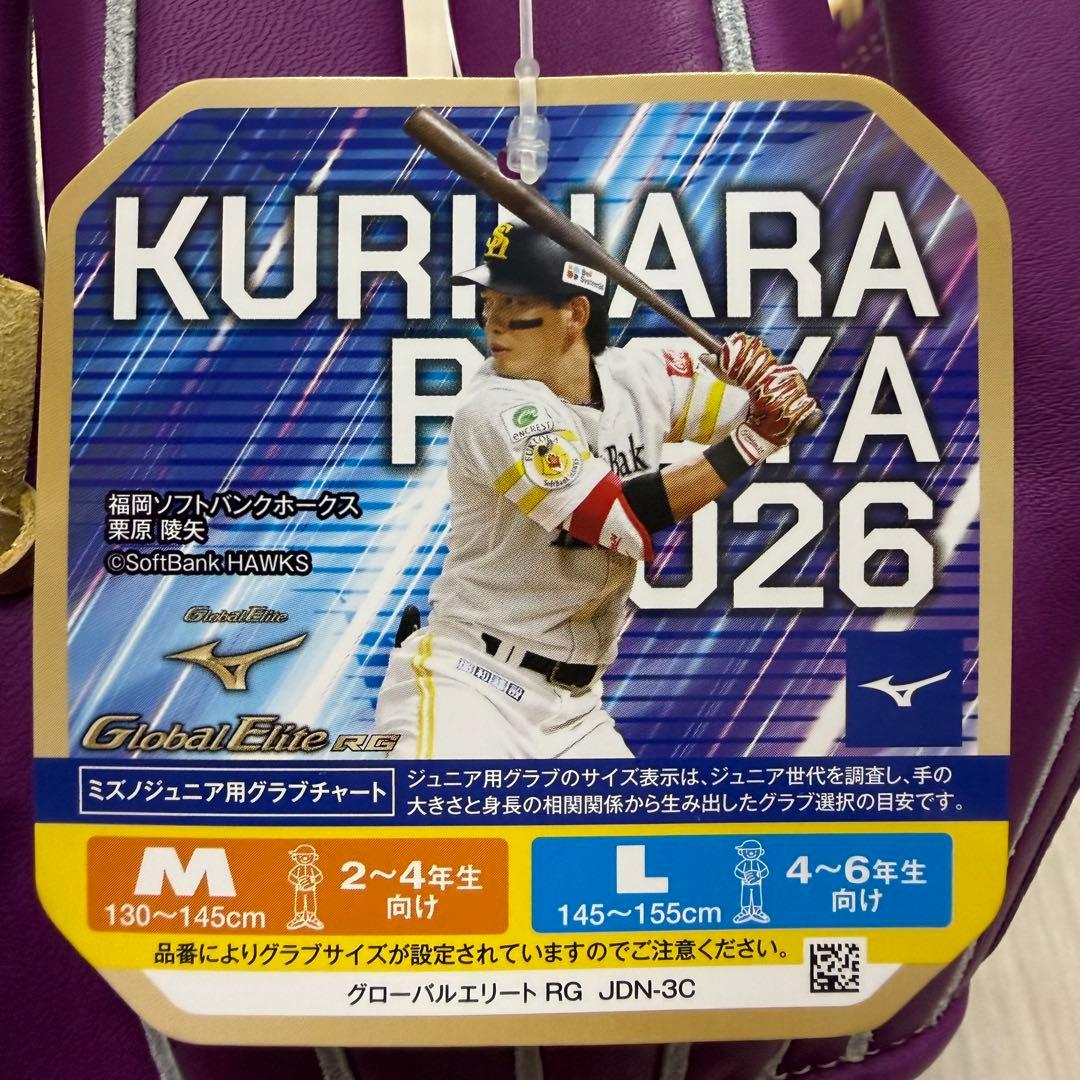 KURIHARA
RYOYA
2026
SH
encrest
Bak
福岡ソフトバンクホークス
栗原 陵矢
©SoftBank HAWKS
Global Elite
Global Elite RG
ミズノジュニア用グラブチャート
ジュニア用グラブのサイズ表示は、ジュニア世代を調査し、手の
大きさと身長の相関関係から生み出したグラブ選択の目安です。
M
130〜145cm
2〜4年生
向け
L
145〜155cm
4〜6年生
向け
品番によりグラブサイズが設定されていますのでご注意ください。
グローバルエリート RG JDN-3C